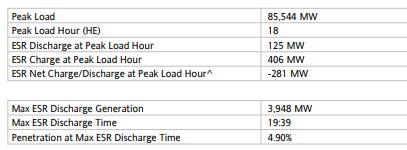 Peak Load 85,544 MW
Peak Load Hour (HE) 18
ESR Discharge at Peak Load Hour 125 MW
ESR Charge at Peak Load Hour 406 MW
ESR Net Charge/Discharge at Peak Load Hour^ -281 MW
Max ESR Discharge Generation 3,948 MW
Max ESR Discharge Time 19:39
Penetration at Max ESR Discharge Time 4.90%